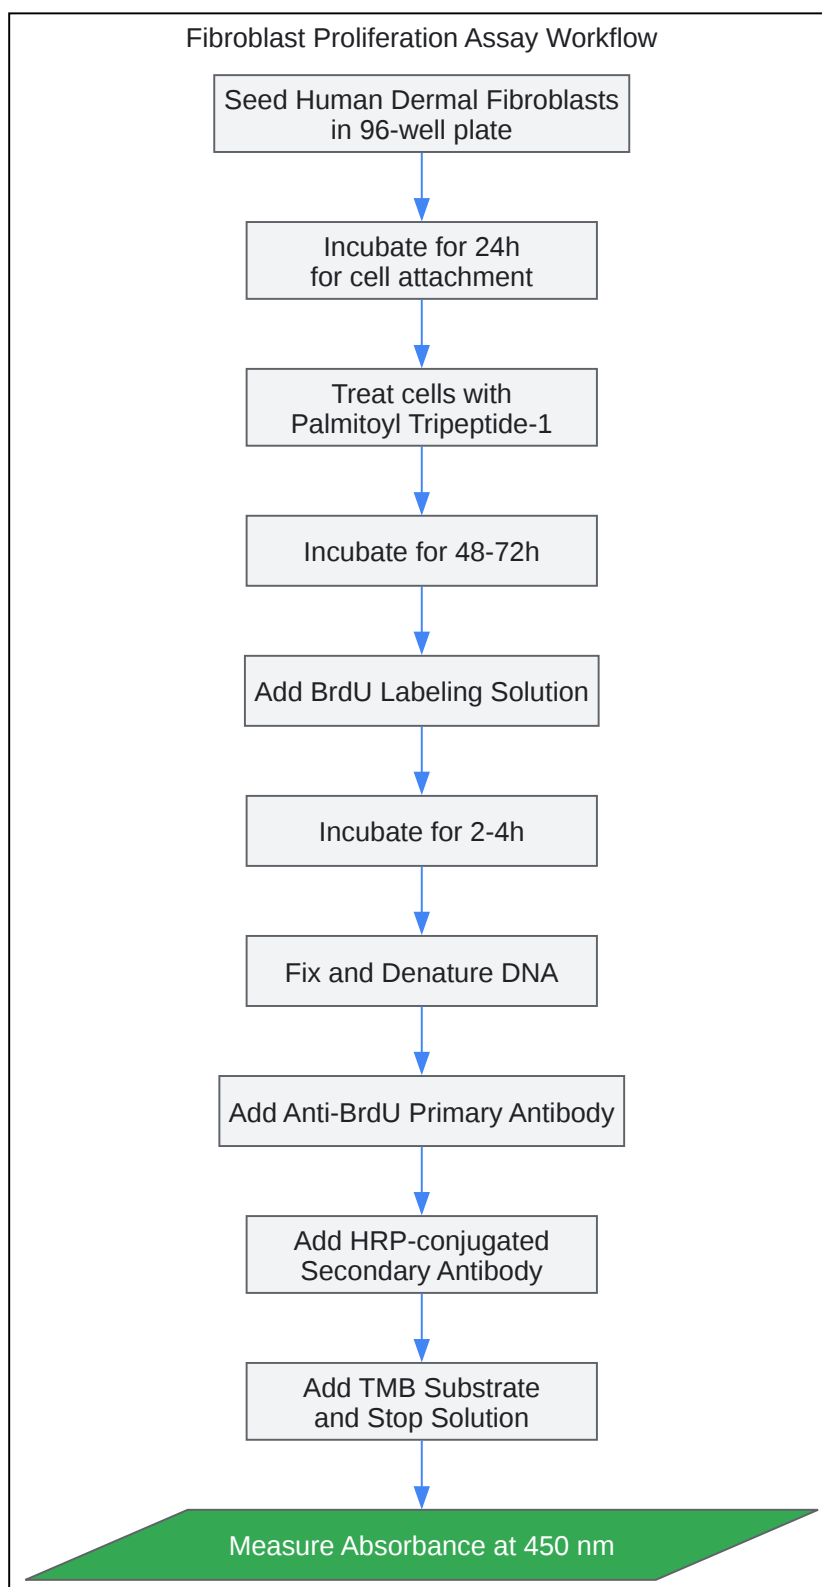 Fibroblast Proliferation Assay Workflow
Seed Human Dermal Fibroblasts
in 96-well plate
Incubate for 24h
for cell attachment
Treat cells with
Palmitoyl Tripeptide-1
Incubate for 48-72h
Add BrdU Labeling Solution
Incubate for 2-4h
Fix and Denature DNA
Add Anti-BrdU Primary Antibody
Add HRP-conjugated
Secondary Antibody
Add TMB Substrate
and Stop Solution
Measure Absorbance at 450 nm